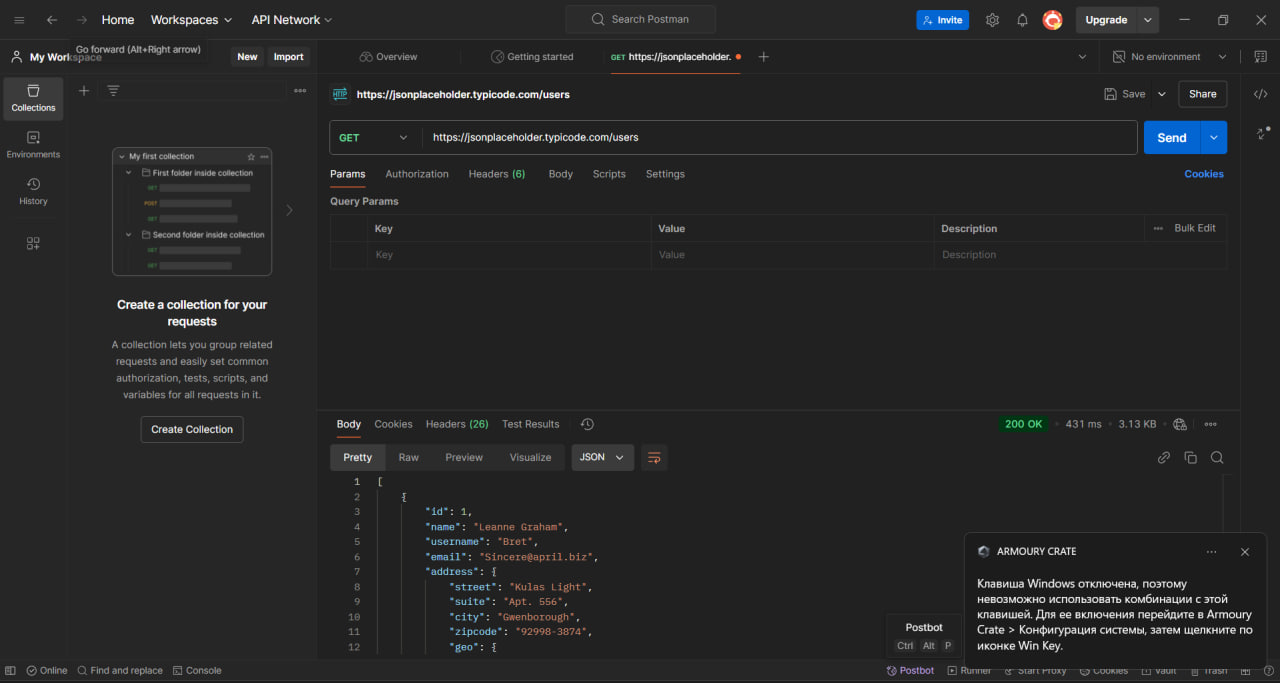 Home Workspaces API Network Search Postman Invite Upgrade
My Workspace New Import Overview Getting started GET https://jsonplaceholder. No environment
Go forward (Alt+Right arrow)
Collections
Environments
History
My first collection
First folder inside collection
GET
POST
GET
Second folder inside collection
GET
GET
Create a collection for your
requests
A collection lets you group related
requests and easily set common
authorization, tests, scripts, and
variables for all requests in it.
Create Collection
HTTP https://jsonplaceholder.typicode.com/users Save Share
GET https://jsonplaceholder.typicode.com/users Send
Params Authorization Headers (6) Body Scripts Settings Cookies
Query Params
Key Value Description Bulk Edit
Key Value Description
Body Cookies Headers (26) Test Results 200 OK 431 ms 3.13 KB
Pretty Raw Preview Visualize JSON
1 [
2 {
3 "id": 1,
4 "name": "Leanne Graham",
5 "username": "Bret",
6 "email": "Sincere@april.biz",
7 "address": {
8 "street": "Kulas Light",
9 "suite": "Apt. 556",
10 "city": "Gwenborough",
11 "zipcode": "92998-3874",
12 "geo": {
Postbot
Ctrl Alt P
ARMOURY CRATE
Клавиша Windows отключена, поэтому
невозможно использовать комбинации с этой
клавишей. Для ее включения перейдите в Armoury
Crate > Конфигурация системы, затем щелкните по
иконке Win Key.
Online Find and replace Console Postbot Runner Start Proxy Cookies Vault Trash